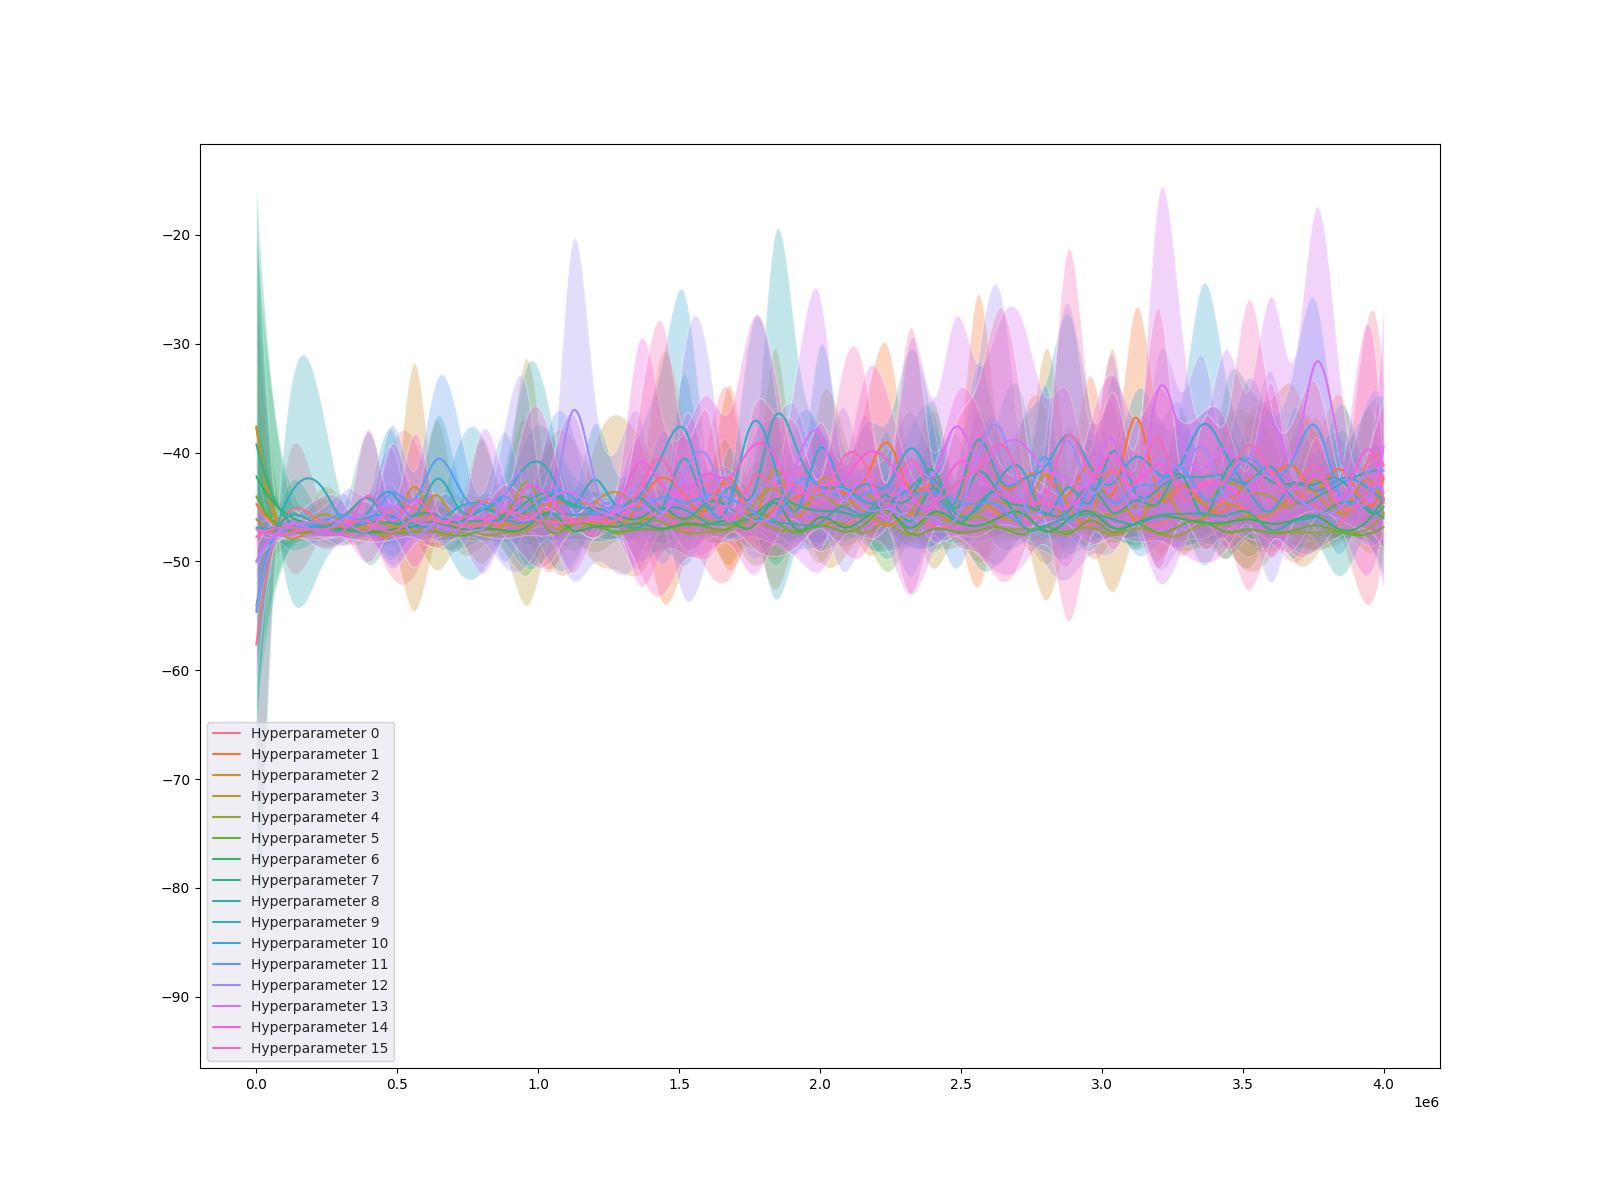 −20
−30
−40
−50
−60
−70
−80
−90
Hyperparameter 0
Hyperparameter 1
Hyperparameter 2
Hyperparameter 3
Hyperparameter 4
Hyperparameter 5
Hyperparameter 6
Hyperparameter 7
Hyperparameter 8
Hyperparameter 9
Hyperparameter 10
Hyperparameter 11
Hyperparameter 12
Hyperparameter 13
Hyperparameter 14
Hyperparameter 15
0.0 0.5 1.0 1.5 2.0 2.5 3.0 3.5 4.0
1e6